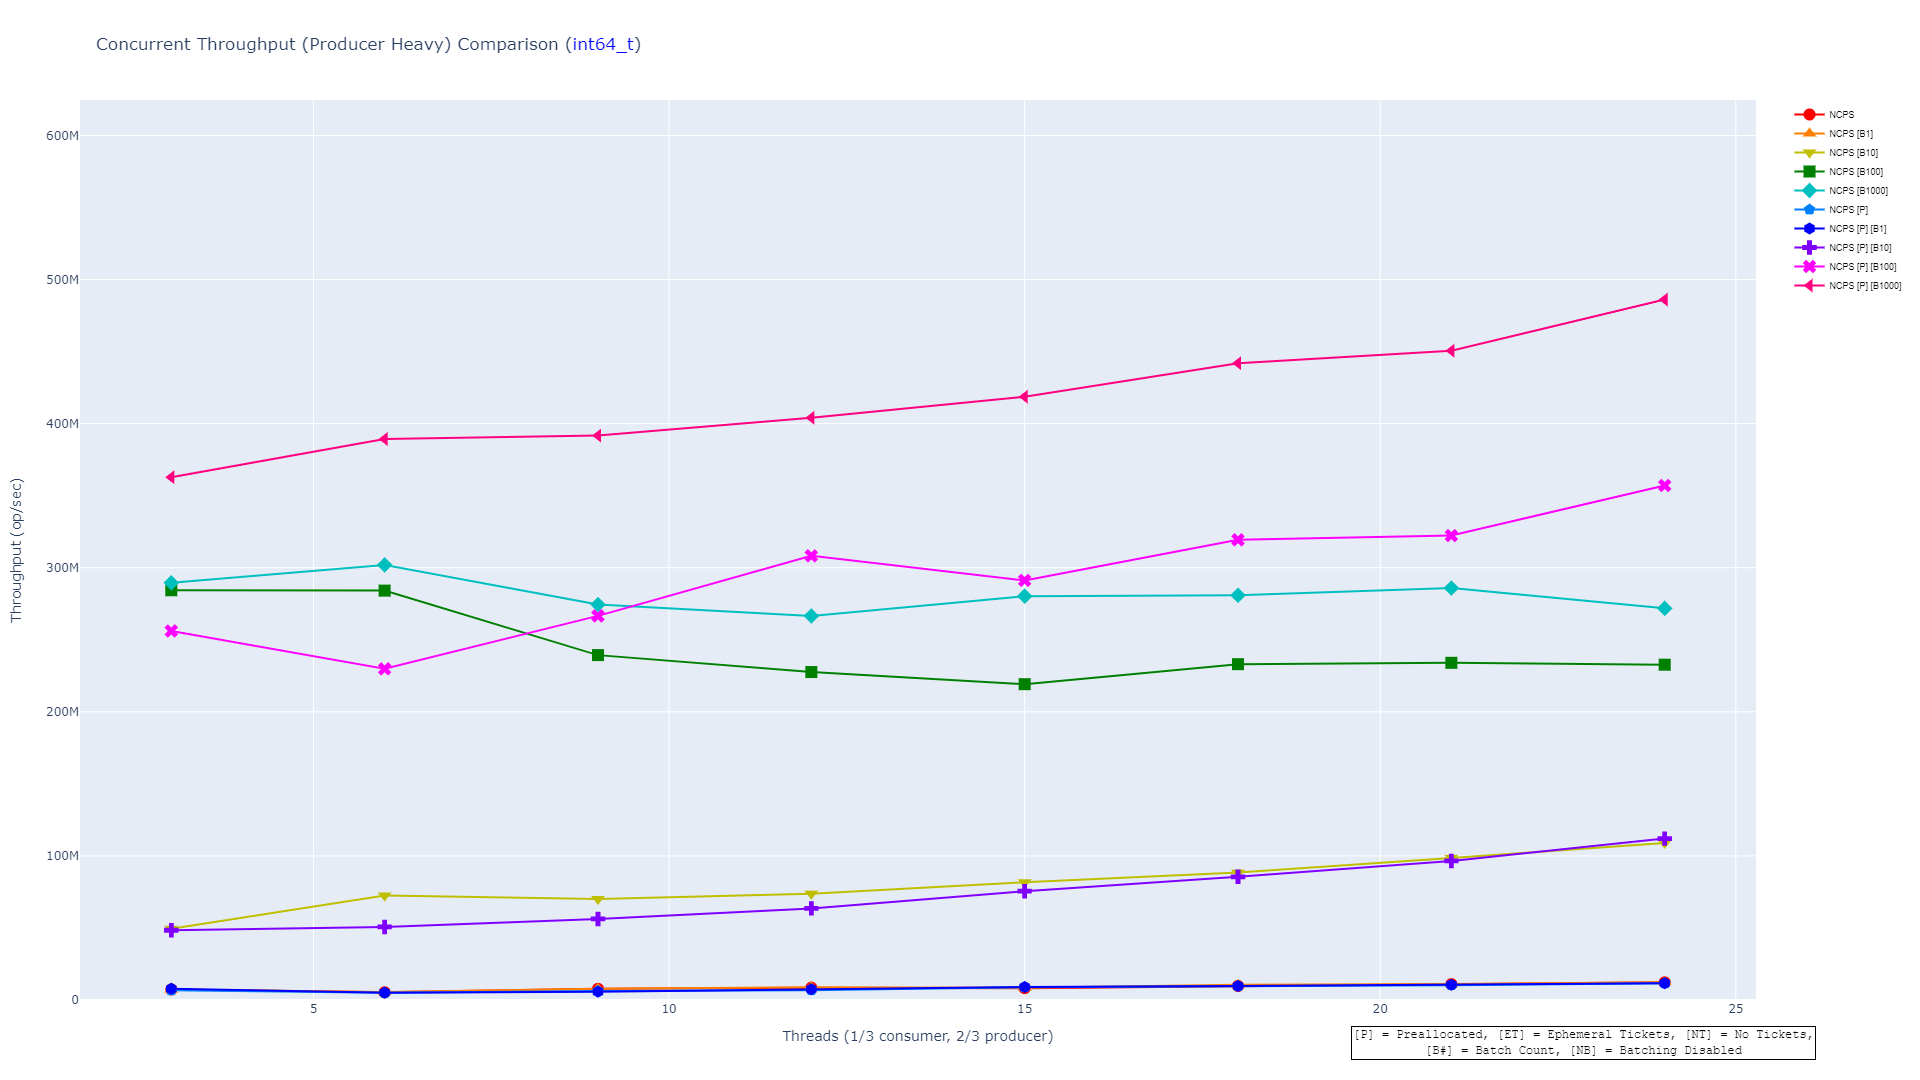 Concurrent Throughput (Producer Heavy) Comparison (int64_t)
600M
500M
400M
300M
200M
100M
0
Throughput (op/sec)
5
10
15
20
25
Threads (1/3 consumer, 2/3 producer)
NCPS
NCPS [B1]
NCPS [B10]
NCPS [B100]
NCPS [B1000]
NCPS [P]
NCPS [P] [B1]
NCPS [P] [B10]
NCPS [P] [B100]
NCPS [P] [B1000]
[P] = Preallocated, [ET] = Ephemeral Tickets, [NT] = No Tickets,
[B#] = Batch Count, [NB] = Batching Disabled